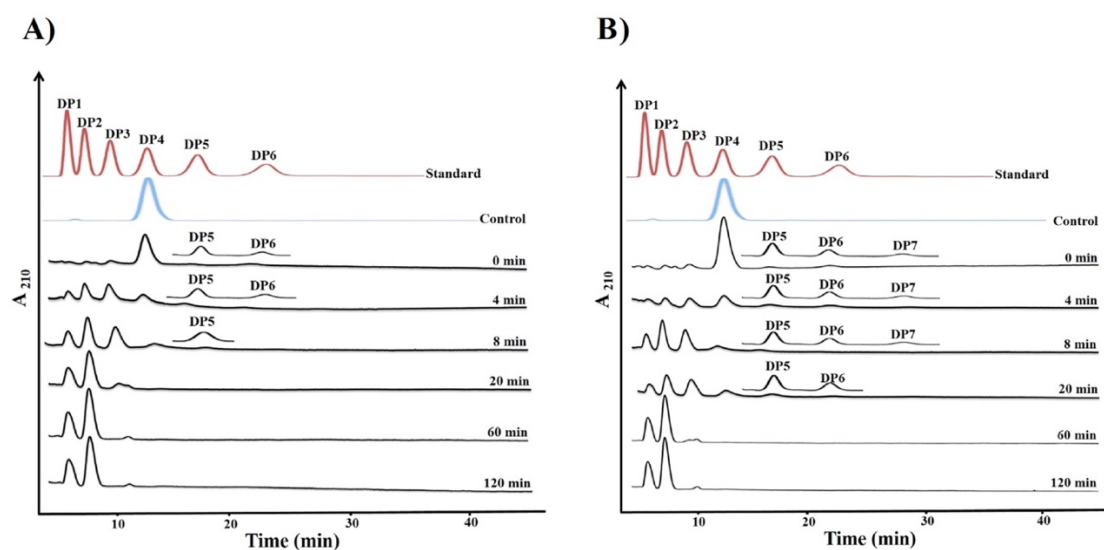 A)
DP1
DP2
DP3
DP4
DP5
DP6
Standard
Control
DP5
DP6
0 min
DP5
DP6
4 min
DP5
8 min
20 min
60 min
120 min
A 210
10
20
30
40
Time (min)
B)
DP1
DP2
DP3
DP4
DP5
DP6
Standard
Control
DP5
DP6
DP7
0 min
DP5
DP6
DP7
4 min
DP5
DP6
DP7
8 min
DP5
DP6
20 min
60 min
120 min
A 210
10
20
30
40
Time (min)